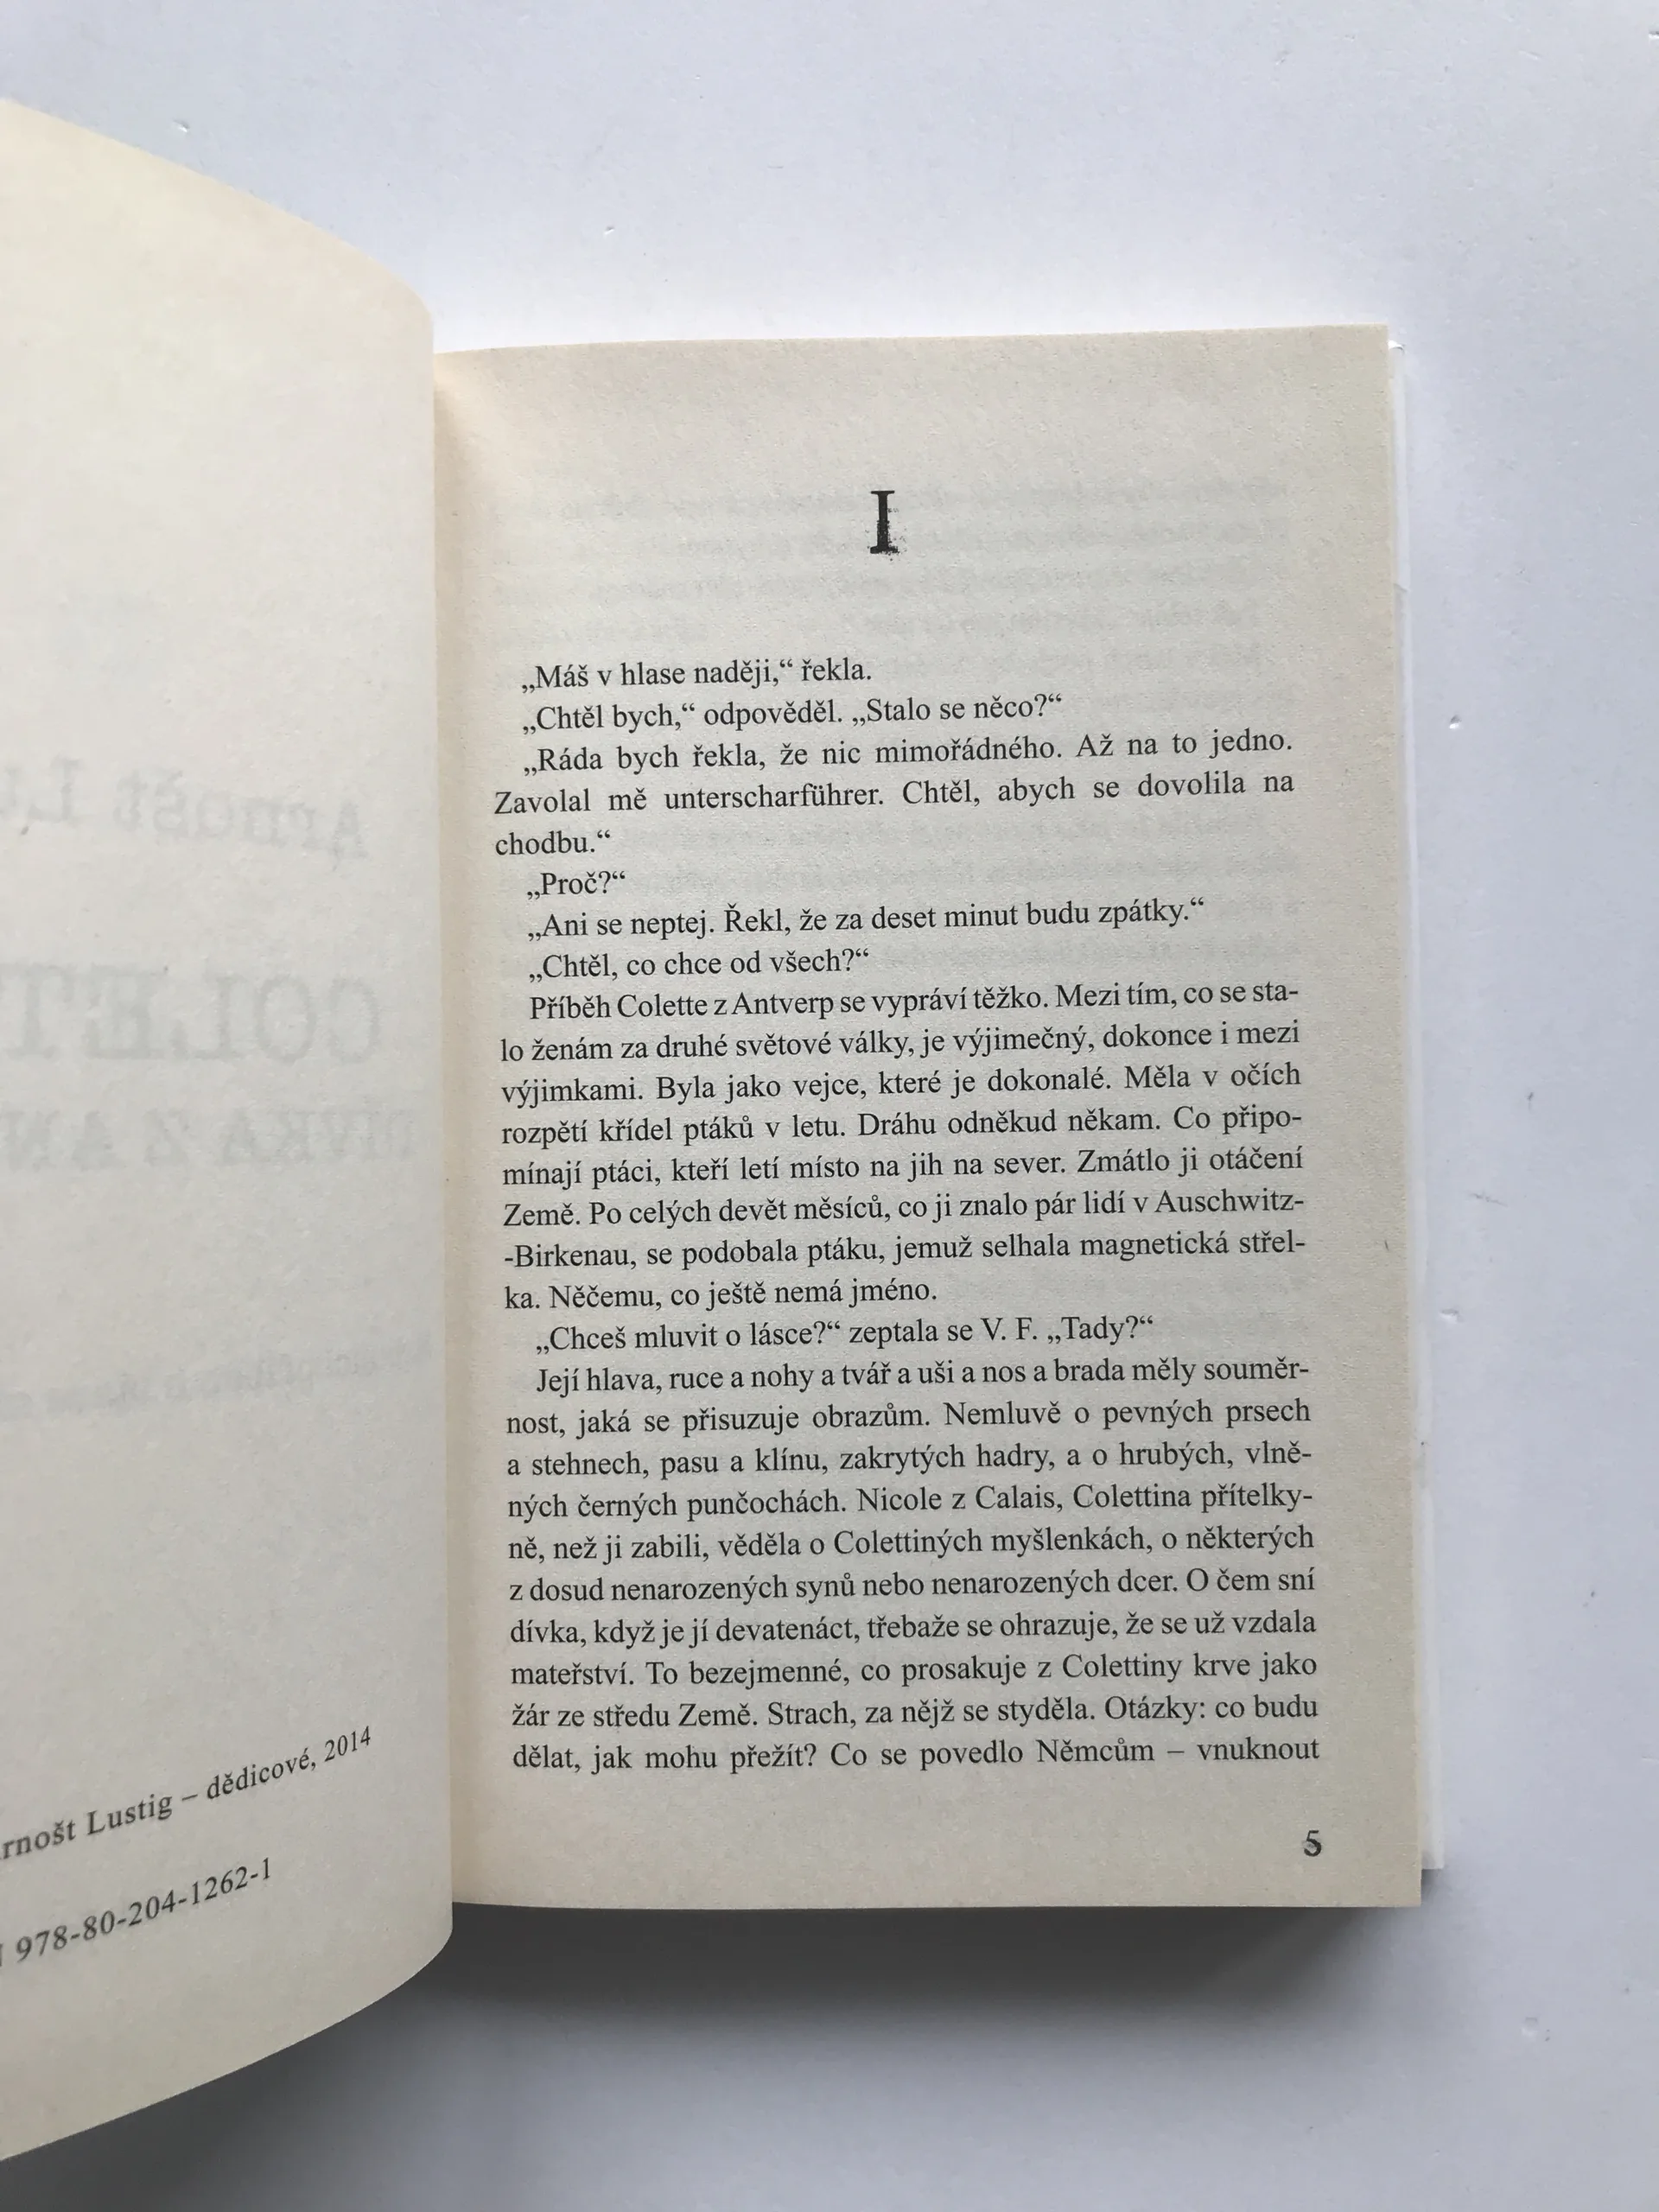 rnošt Lustig – dědicové, 2014
978-80-204-1262-1
I
„Máš v hlase naději,“ řekla.
„Chtěl bych,“ odpověděl. „Stalo se něco?“
„Ráda bych řekla, že nic mimořádného. Až na to jedno.
Zavolal mě unterscharführer. Chtěl, abych se dovolila na
chodbu.“
„Proč?“
„Ani se neptej. Řekl, že za deset minut budu zpátky.“
„Chtěl, co chce od všech?“
Příběh Colette z Antverp se vypráví těžko. Mezi tím, co se sta-
lo ženám za druhé světové války, je výjimečný, dokonce i mezi
výjimkami. Byla jako vejce, které je dokonalé. Měla v očích
rozpětí křídel ptáků v letu. Dráhu odněkud někam. Co připo-
mínají ptáci, kteří letí místo na jih na sever. Zmátlo ji otáčení
Země. Po celých devět měsíců, co ji znalo pár lidí v Auschwitz-
-Birkenau, se podobala ptáku, jemuž selhala magnetická střel-
ka. Něčemu, co ještě nemá jméno.
„Chceš mluvit o lásce?“ zeptala se V. F. „Tady?“
Její hlava, ruce a nohy a tvář a uši a nos a brada měly souměr-
nost, jaká se přisuzuje obrazům. Nemluvě o pevných prsech
a stehnech, pasu a klínu, zakrytých hadry, a o hrubých, vlně-
ných černých punčochách. Nicole z Calais, Colettina přítelky-
ně, než ji zabili, věděla o Colettiných myšlenkách, o některých
z dosud nenarozených synů nebo nenarozených dcer. O čem sní
dívka, když je jí devatenáct, třebaže se ohrazuje, že se už vzdala
mateřství. To bezejmenné, co prosakuje z Colettiny krve jako
žár ze středu Země. Strach, za nějž se styděla. Otázky: co budu
dělat, jak mohu přežít? Co se povedlo Němcům – vnuknout
5